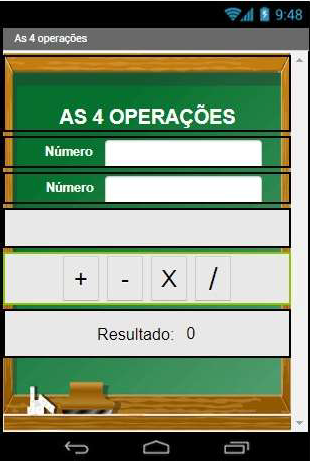 9:48
As 4 operações
AS 4 OPERAÇÕES
Número
Número
+ - X /
Resultado: 0